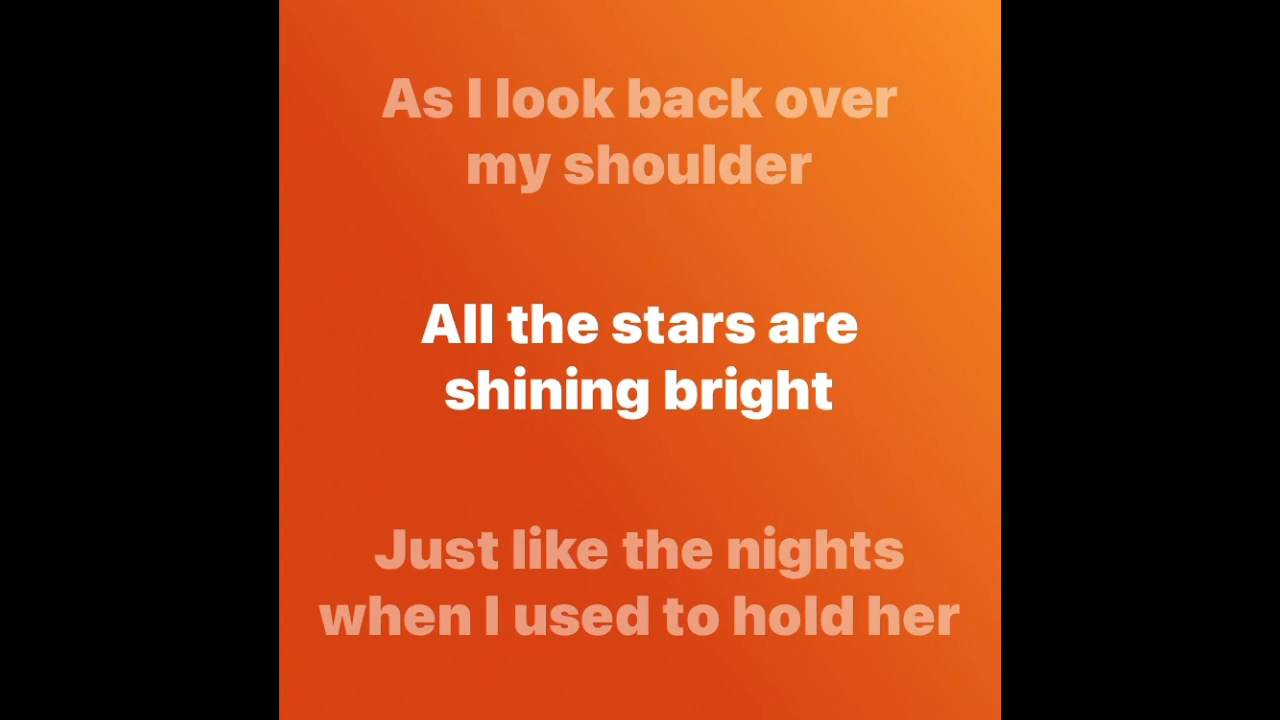 As I look back over
my shoulder
All the stars are
shining bright
Just like the nights
when I used to hold her